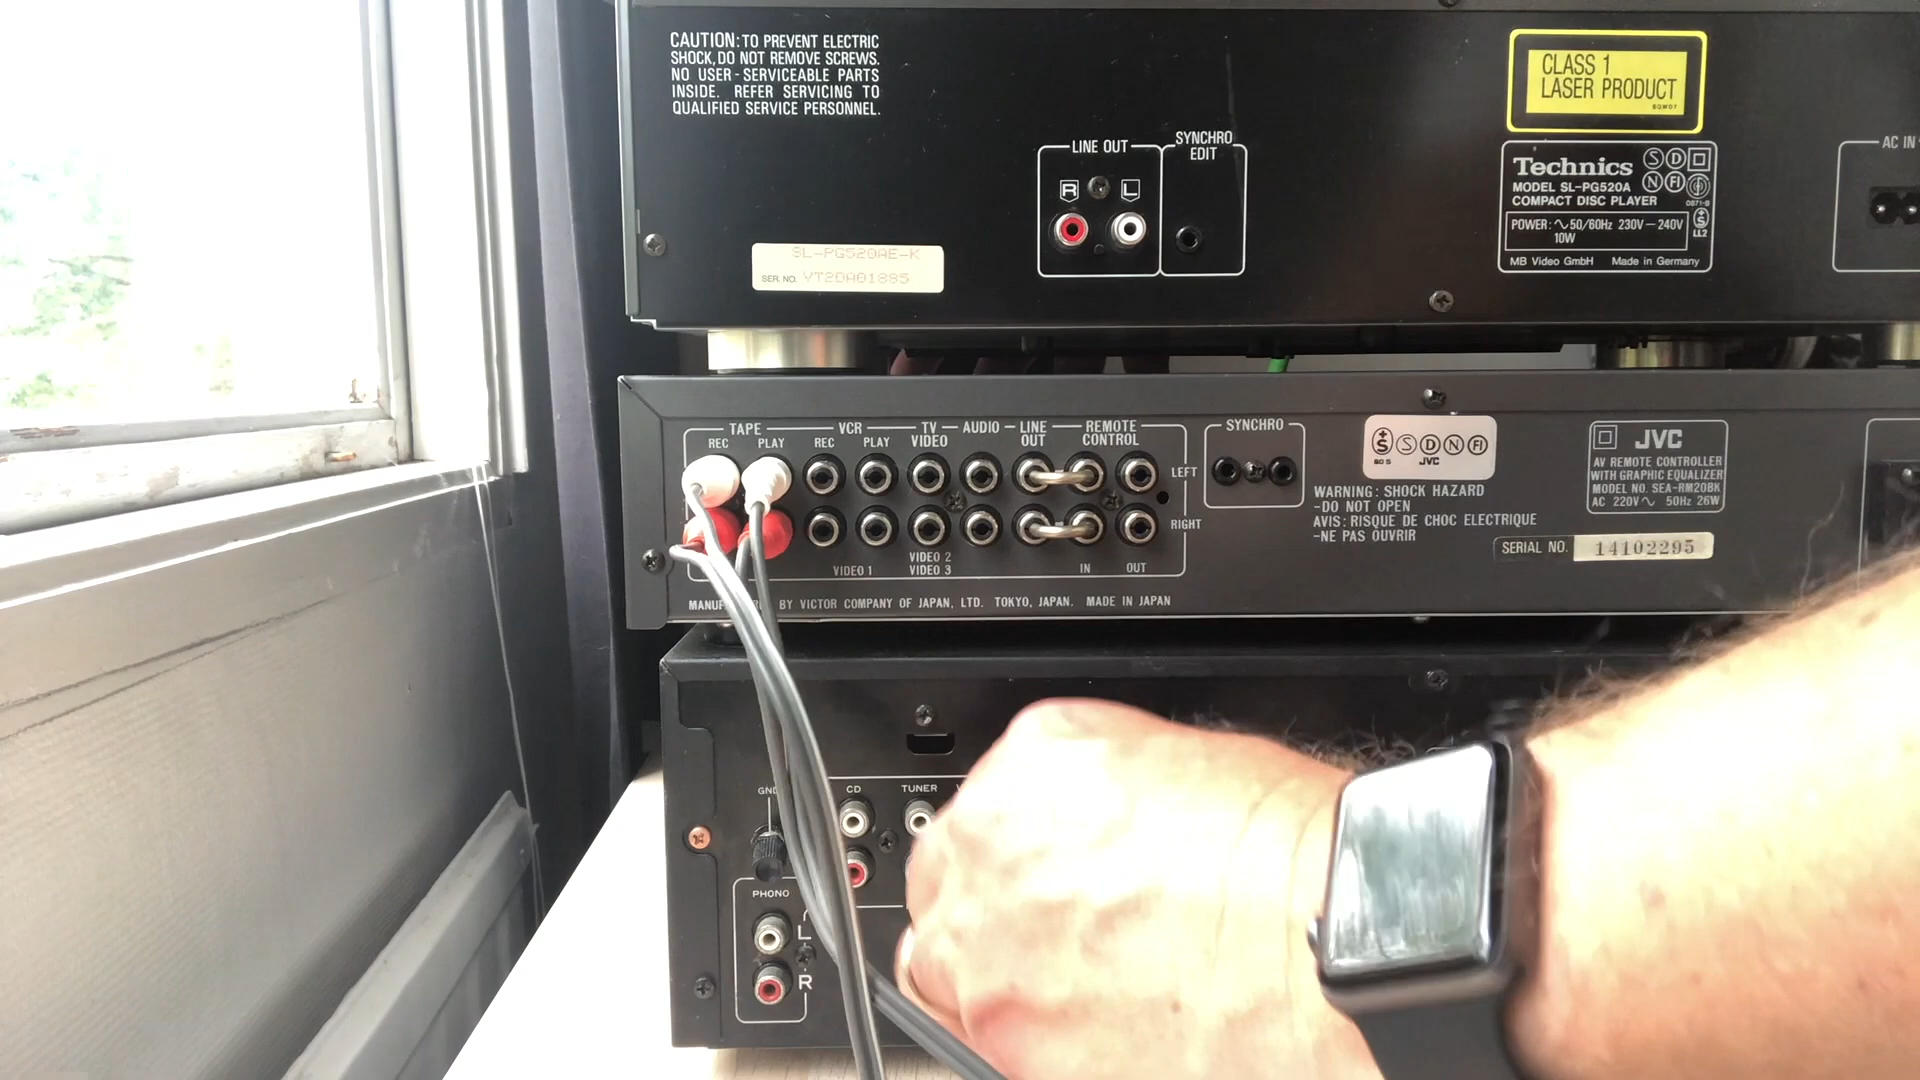 CAUTION: TO PREVENT ELECTRIC
SHOCK, DO NOT REMOVE SCREWS.
NO USER-SERVICEABLE PARTS
INSIDE. REFER SERVICING TO
QUALIFIED SERVICE PERSONNEL.
SL-PG520AE-K
SER. NO. VT2DA01885
LINE OUT
SYNCHRO
EDIT
R L
CLASS 1
LASER PRODUCT
Technics
MODEL SL-PG520A
COMPACT DISC PLAYER
POWER: ∿ 50/60Hz 230V-240V
10W
MB Video GmbH Made in Germany
S D
N FI
LL2
AC IN
TAPE VCR TV AUDIO LINE REMOTE
REC PLAY REC PLAY VIDEO OUT CONTROL
LEFT
RIGHT
VIDEO 1
VIDEO 2
VIDEO 3
IN OUT
BY VICTOR COMPANY OF JAPAN, LTD. TOKYO, JAPAN. MADE IN JAPAN
SYNCHRO
S S D N FI
JVC
WARNING: SHOCK HAZARD
-DO NOT OPEN
AVIS: RISQUE DE CHOC ELECTRIQUE
-NE PAS OUVRIR
JVC
AV REMOTE CONTROLLER
WITH GRAPHIC EQUALIZER
MODEL NO. SEA-RM20BK
AC 220V ∿ 50Hz 26W
SERIAL NO. 14102295
GND
CD TUNER
PHONO
L
R